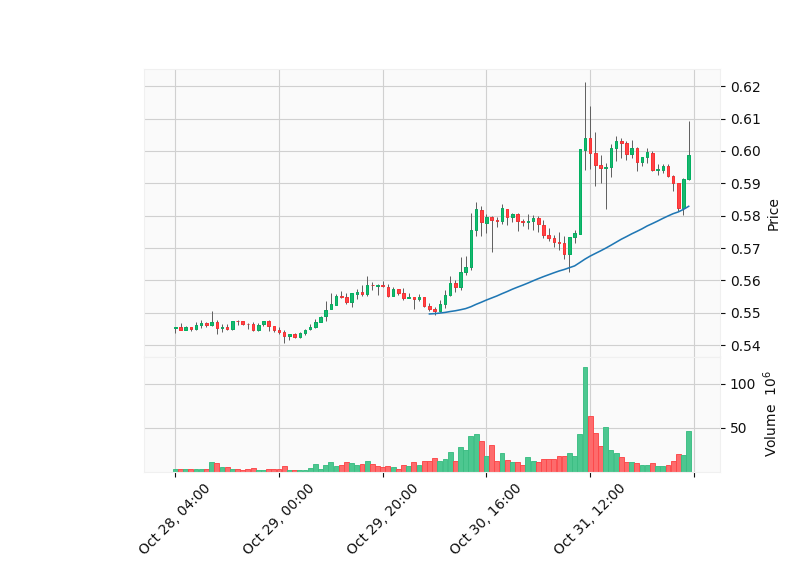 0.62
0.61
0.60
0.59
0.58
0.57
0.56
0.55
0.54
Price
100
50
Volume 10^6
Oct 28, 04:00
Oct 29, 00:00
Oct 29, 20:00
Oct 30, 16:00
Oct 31, 12:00